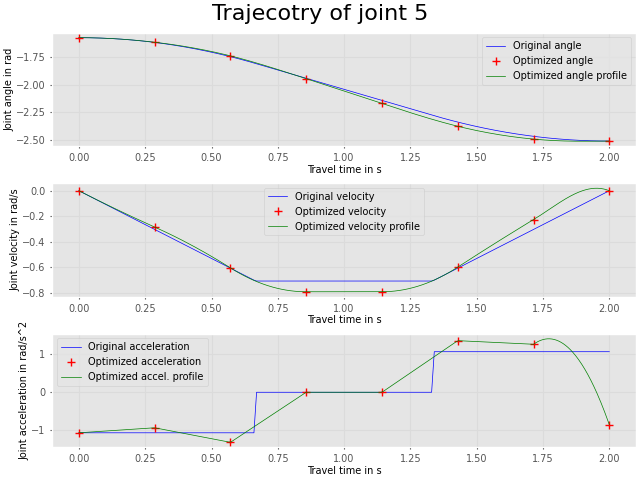 Trajecotry of joint 5
Joint angle in rad
−1.75
−2.00
−2.25
−2.50
Original angle
Optimized angle
Optimized angle profile
0.00 0.25 0.50 0.75 1.00 1.25 1.50 1.75 2.00
Travel time in s
Joint velocity in rad/s
0.0
−0.2
−0.4
−0.6
−0.8
Original velocity
Optimized velocity
Optimized velocity profile
0.00 0.25 0.50 0.75 1.00 1.25 1.50 1.75 2.00
Travel time in s
Joint acceleration in rad/s^2
1
0
−1
Original acceleration
Optimized acceleration
Optimized accel. profile
0.00 0.25 0.50 0.75 1.00 1.25 1.50 1.75 2.00
Travel time in s